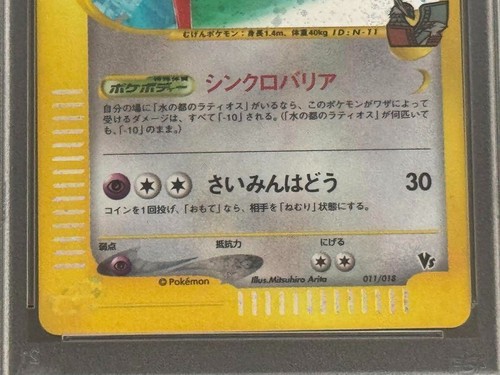 むげんポケモン：身長1.4m、体重40kg ID:N-11
特殊体質
ポケボディー シンクロバリア
自分の場に「水の都のラティオス」がいるなら、このポケモンがワザによって
受けるダメージは、すべて「-10」される。(「水の都のラティオス」が何匹いて
も、「-10」のまま。)
さいみんはどう 30
コインを1回投げ、「おもて」なら、相手を「ねむり」状態にする。
弱点 抵抗力 にげる
© Pokémon Illus.Mitsuhiro Arita 011/018 VS